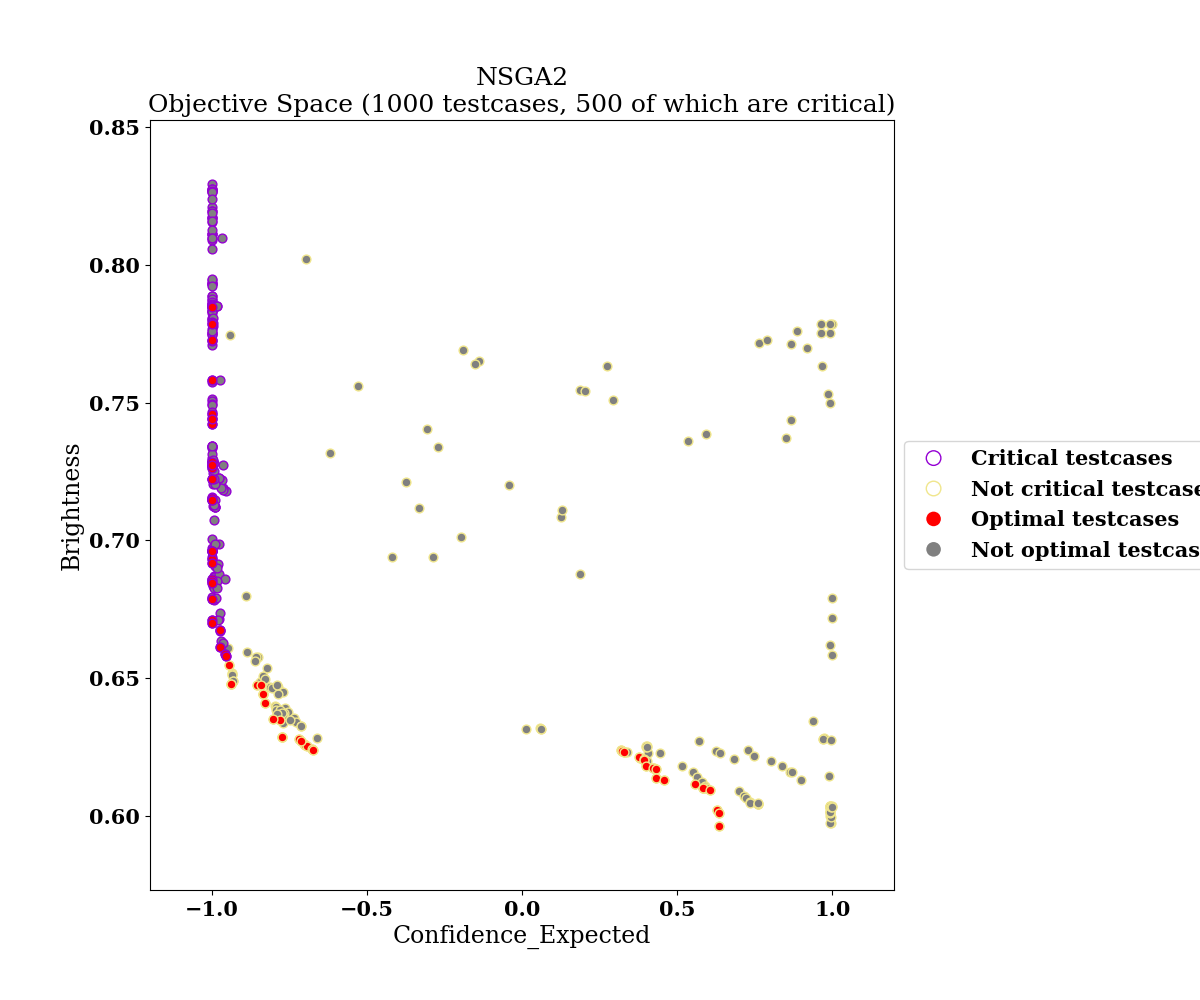 NSGA2
Objective Space (1000 testcases, 500 of which are critical)
0.85
0.80
0.75
0.70
0.65
0.60
Brightness
−1.0
−0.5
0.0
0.5
1.0
Confidence_Expected
Critical testcases
Not critical testcase
Optimal testcases
Not optimal testcas